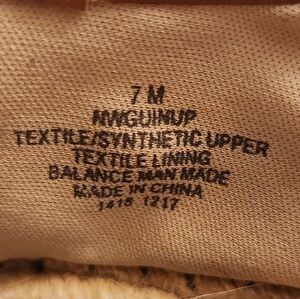 7 M
NWGUINUP
TEXTILE/SYNTHETIC UPPER
TEXTILE LINING
BALANCE MAN MADE
MADE IN CHINA
1418 1217